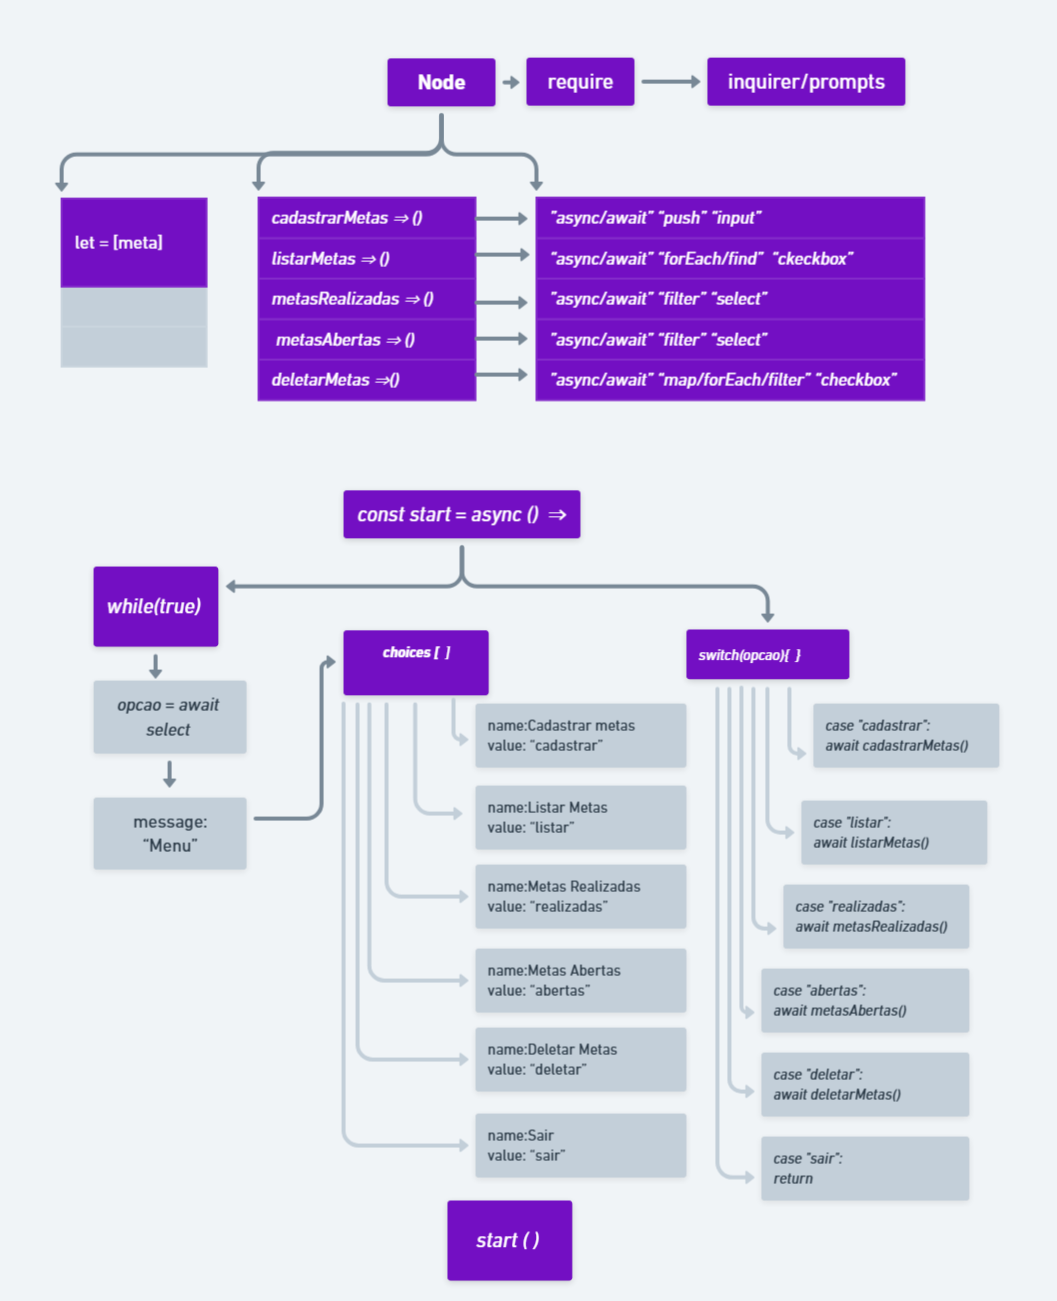 Node
require
inquirer/prompts
let = [meta]
cadastrarMetas ⇒ ()
"async/await" "push" "input"
listarMetas ⇒ ()
"async/await" "forEach/find" "ckeckbox"
metasRealizadas ⇒ ()
"async/await" "filter" "select"
metasAbertas ⇒ ()
"async/await" "filter" "select"
deletarMetas ⇒()
"async/await" "map/forEach/filter" "checkbox"
const start = async () ⇒
while(true)
opcao = await
select
message:
“Menu”
choices [ ]
name:Cadastrar metas
value: “cadastrar”
name:Listar Metas
value: “listar”
name:Metas Realizadas
value: “realizadas”
name:Metas Abertas
value: “abertas”
name:Deletar Metas
value: “deletar”
name:Sair
value: “sair”
switch(opcao){ }
case "cadastrar":
await cadastrarMetas()
case "listar":
await listarMetas()
case "realizadas":
await metasRealizadas()
case "abertas":
await metasAbertas()
case "deletar":
await deletarMetas()
case "sair":
return
start ( )